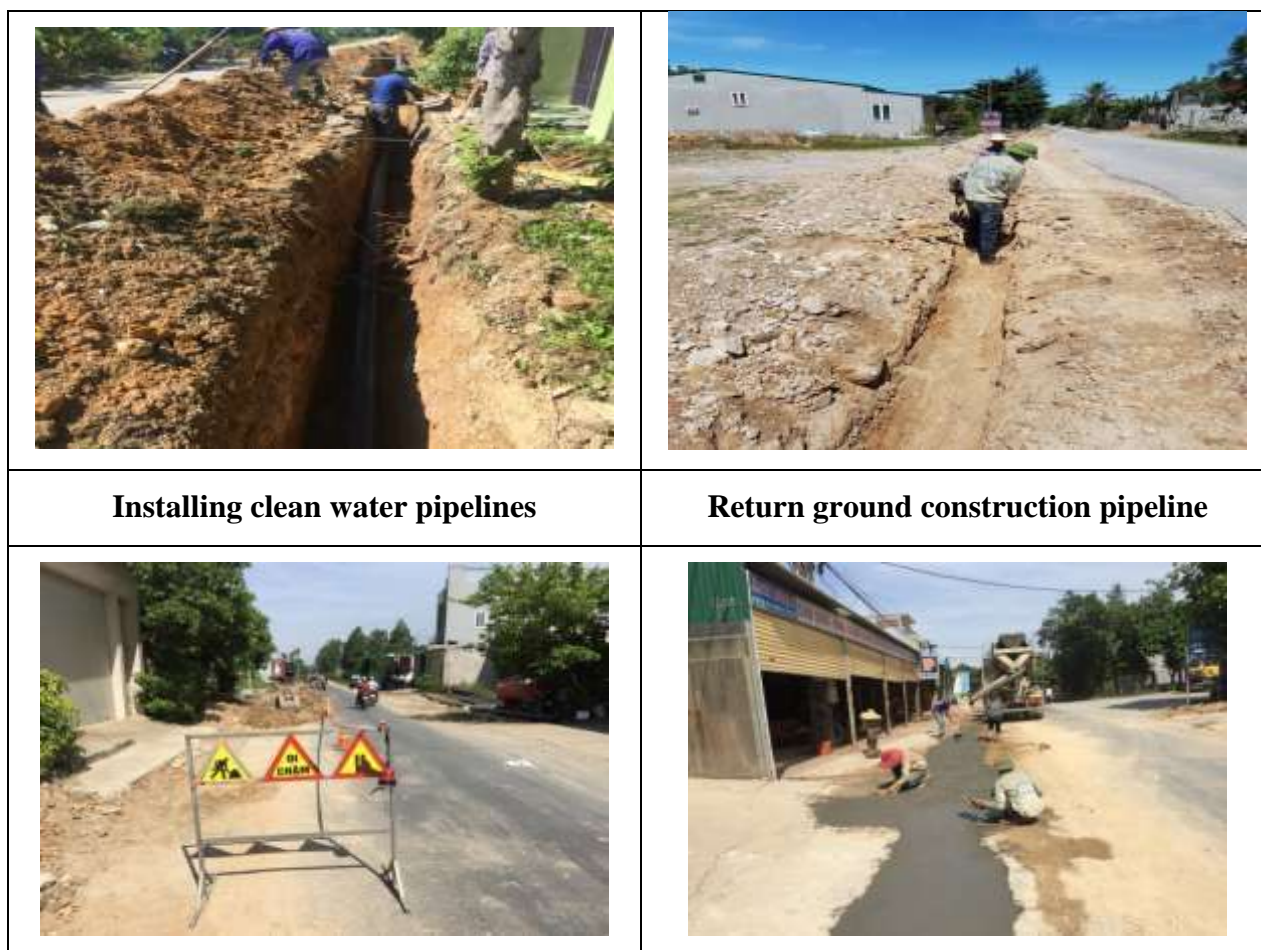 Installing clean water pipelines
Return ground construction pipeline
ĐI
CHẬM